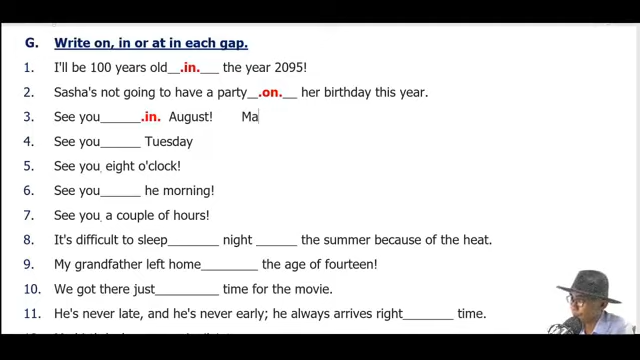 G. Write on, in or at in each gap.
1. I'll be 100 years old__.in.___ the year 2095!
2. Sasha's not going to have a party__.on.__ her birthday this year.
3. See you______.in. August! Ma
4. See you______ Tuesday
5. See you eight o'clock!
6. See you______ he morning!
7. See you a couple of hours!
8. It's difficult to sleep________ night ______ the summer because of the heat.
9. My grandfather left home_________ the age of fourteen!
10. We got there just__________ time for the movie.
11. He's never late, and he's never early; he always arrives right________ time.